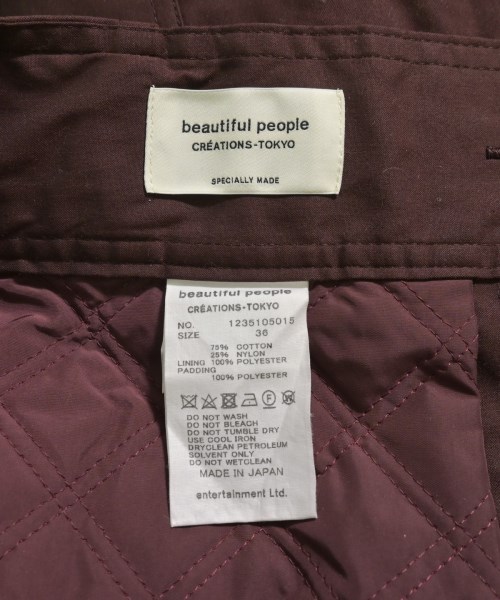 beautiful people
CRÉATIONS-TOKYO
SPECIALLY MADE
beautiful people
CRÉATIONS-TOKYO
NO. 1235105015
SIZE 36
75% COTTON
25% NYLON
LINING 100% POLYESTER
PADDING
100% POLYESTER
DO NOT WASH
DO NOT BLEACH
DO NOT TUMBLE DRY
USE COOL IRON
DRYCLEAN PETROLEUM
SOLVENT ONLY
DO NOT WETCLEAN
MADE IN JAPAN
entertainment Ltd.